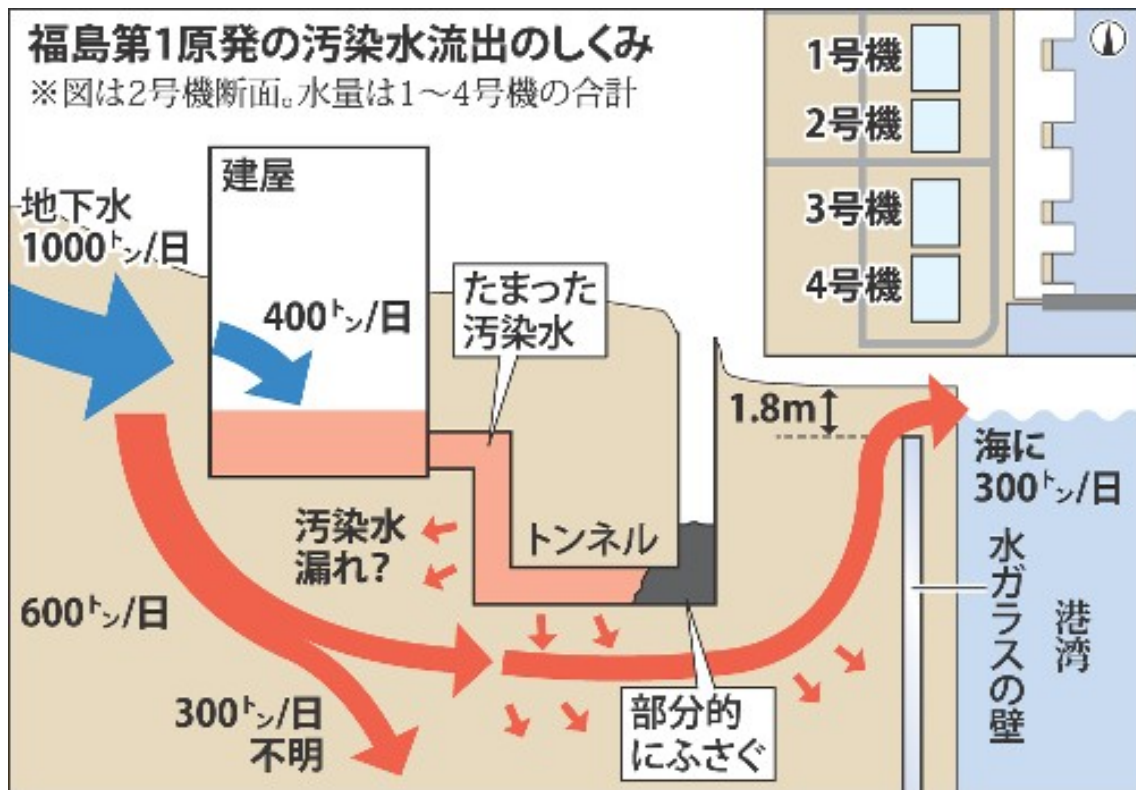 福島第1原発の汚染水流出のしくみ
※図は2号機断面。水量は1〜4号機の合計
1号機
2号機
3号機
4号機
建屋
地下水
1000トン/日
400トン/日
たまった
汚染水
1.8m
海に
300トン/日
汚染水
漏れ?
トンネル
600トン/日
300トン/日
不明
部分的
にふさぐ
水ガラスの壁
港湾